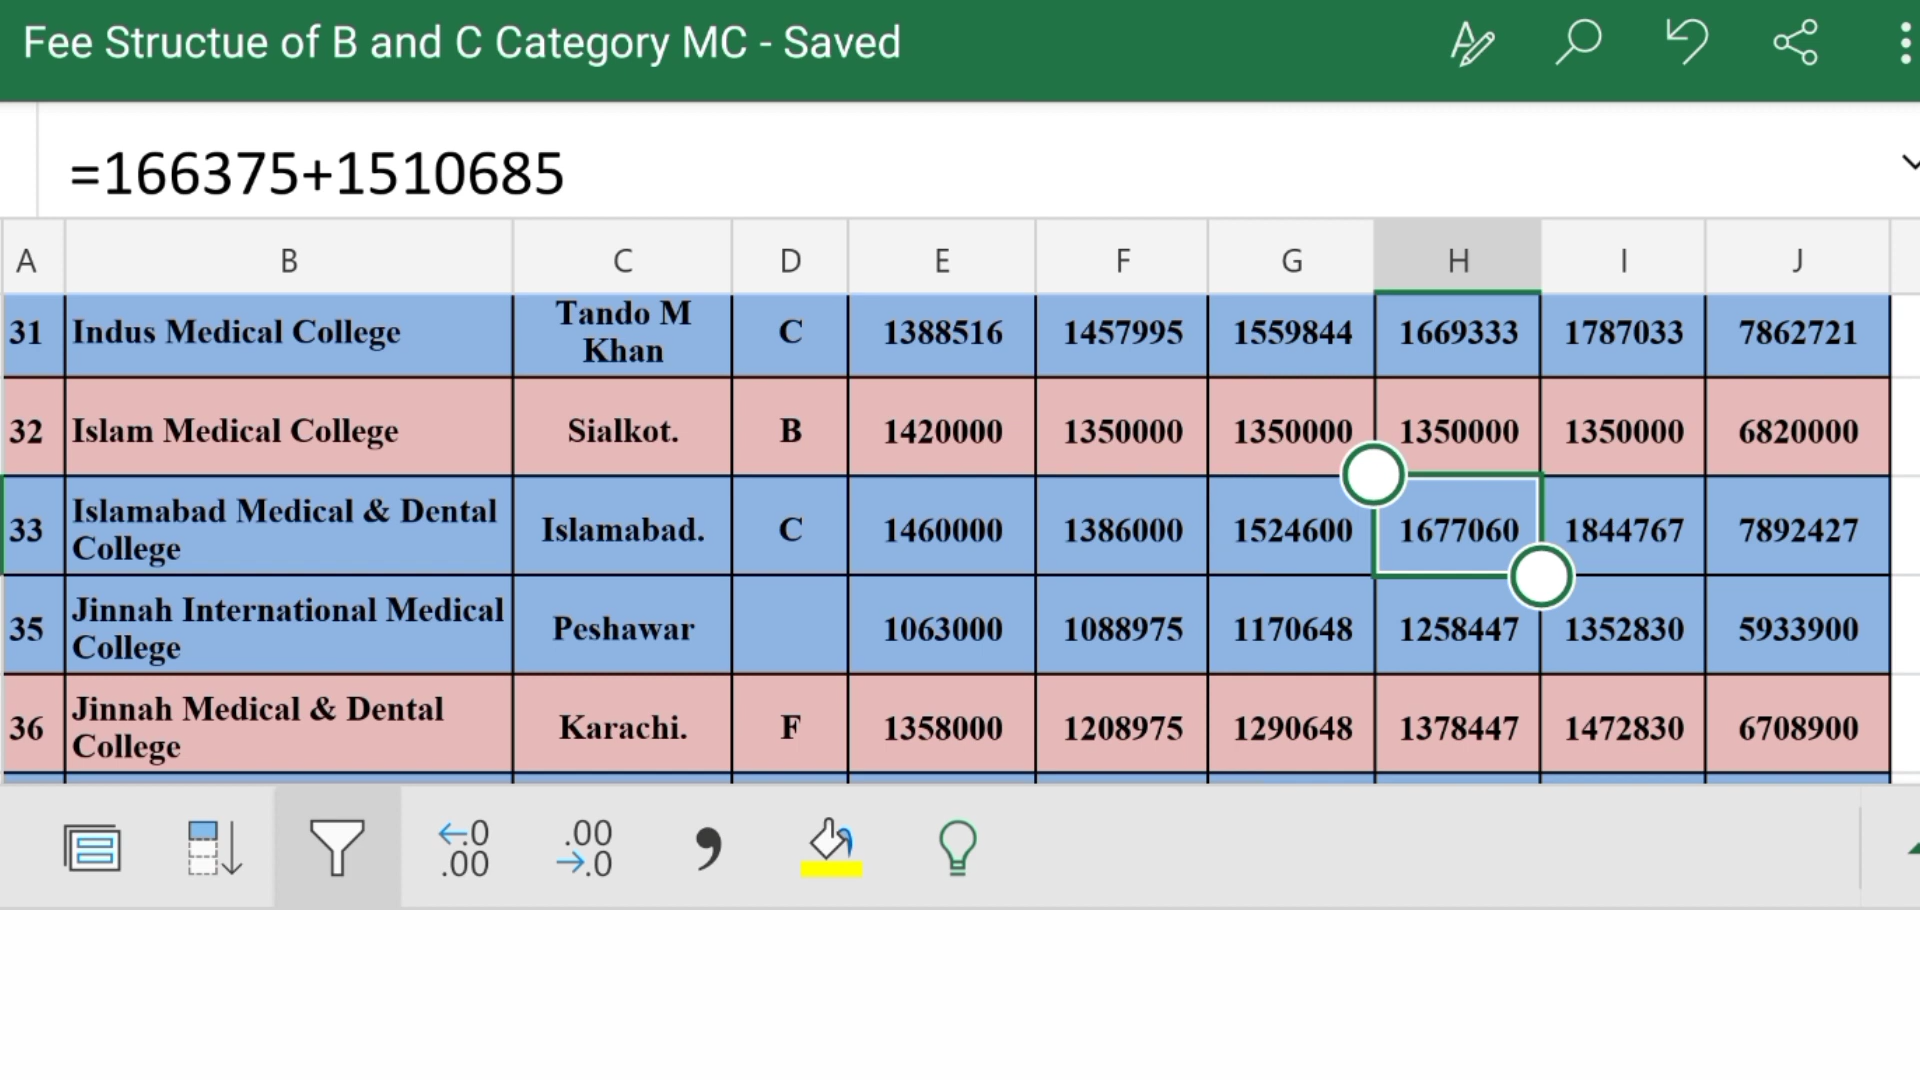 Fee Structue of B and C Category MC - Saved
=166375+1510685
A B C D E F G H I J
31 Indus Medical College Tando M Khan C 1388516 1457995 1559844 1669333 1787033 7862721
32 Islam Medical College Sialkot. B 1420000 1350000 1350000 1350000 1350000 6820000
33 Islamabad Medical & Dental College Islamabad. C 1460000 1386000 1524600 1677060 1844767 7892427
35 Jinnah International Medical College Peshawar 1063000 1088975 1170648 1258447 1352830 5933900
36 Jinnah Medical & Dental College Karachi. F 1358000 1208975 1290648 1378447 1472830 6708900
.0 .00
.00 .0